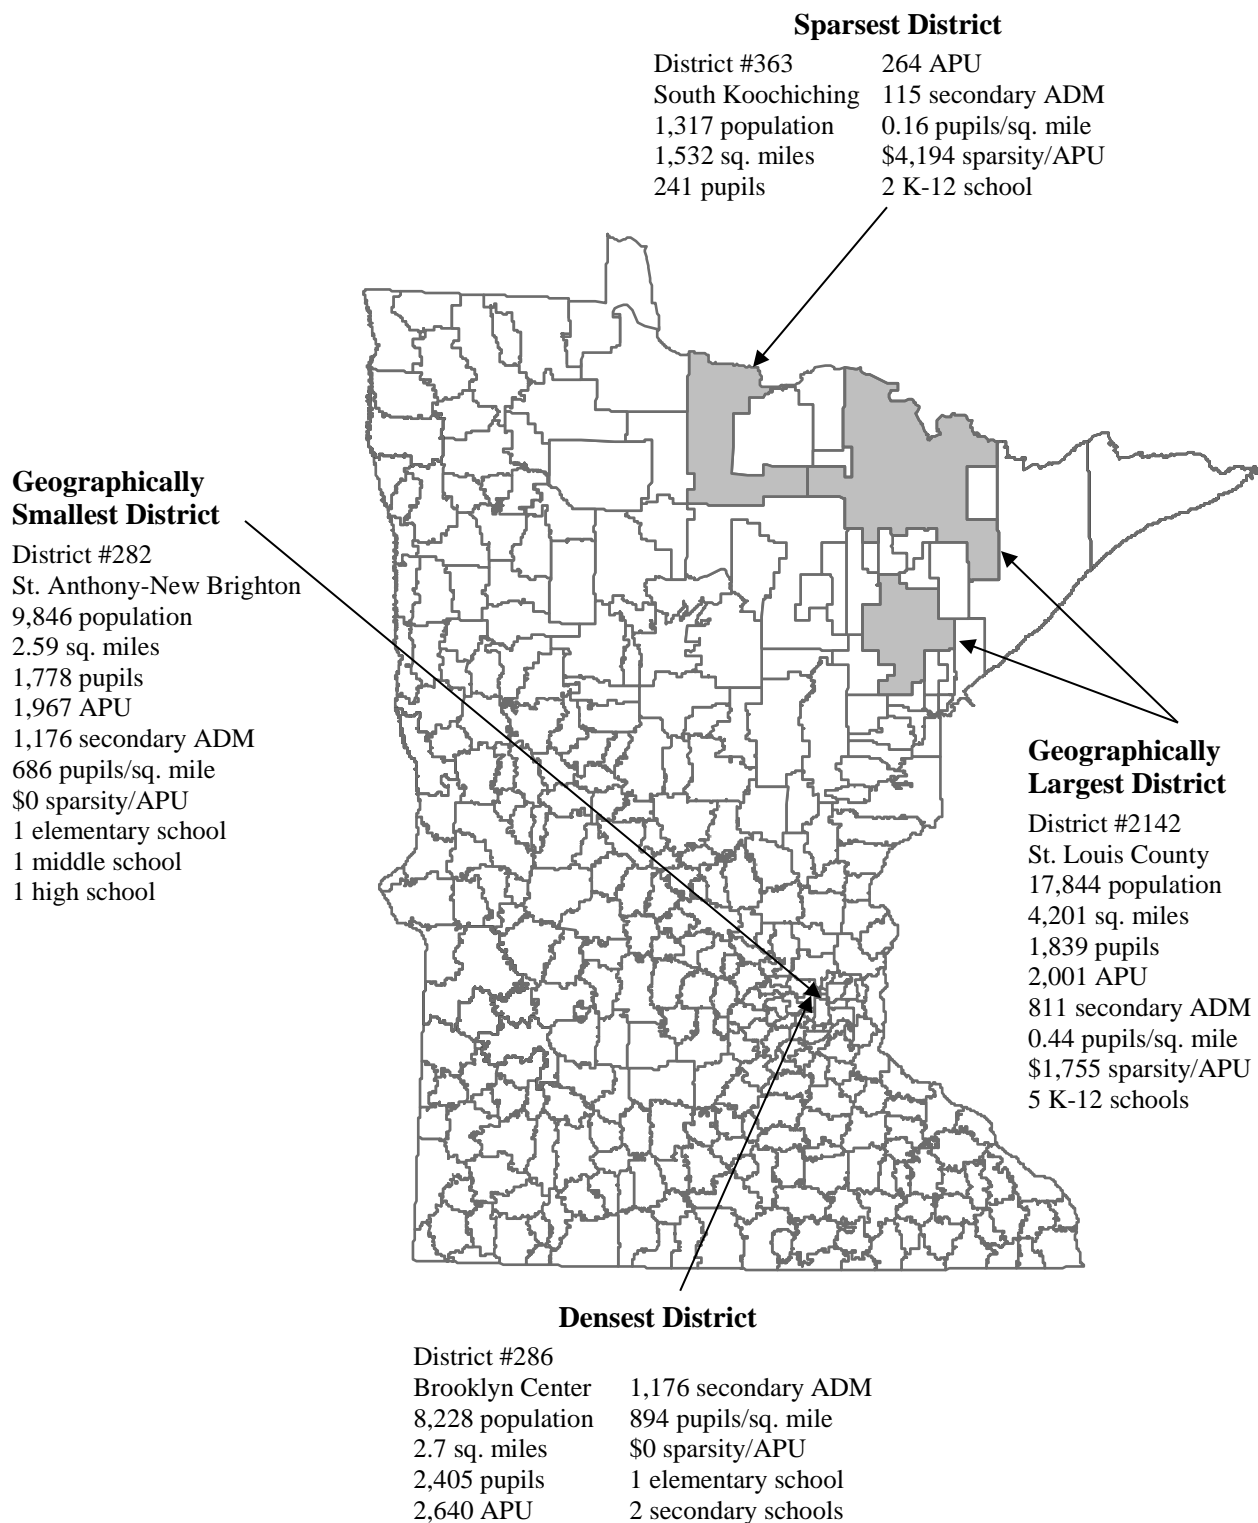 Sparsest District
District #363
South Koochiching
1,317 population
1,532 sq. miles
241 pupils
264 APU
115 secondary ADM
0.16 pupils/sq. mile
$4,194 sparsity/APU
2 K-12 school
Geographically
Smallest District
District #282
St. Anthony-New Brighton
9,846 population
2.59 sq. miles
1,778 pupils
1,967 APU
1,176 secondary ADM
686 pupils/sq. mile
$0 sparsity/APU
1 elementary school
1 middle school
1 high school
Geographically
Largest District
District #2142
St. Louis County
17,844 population
4,201 sq. miles
1,839 pupils
2,001 APU
811 secondary ADM
0.44 pupils/sq. mile
$1,755 sparsity/APU
5 K-12 schools
Densest District
District #286
Brooklyn Center
8,228 population
2.7 sq. miles
2,405 pupils
2,640 APU
1,176 secondary ADM
894 pupils/sq. mile
$0 sparsity/APU
1 elementary school
2 secondary schools